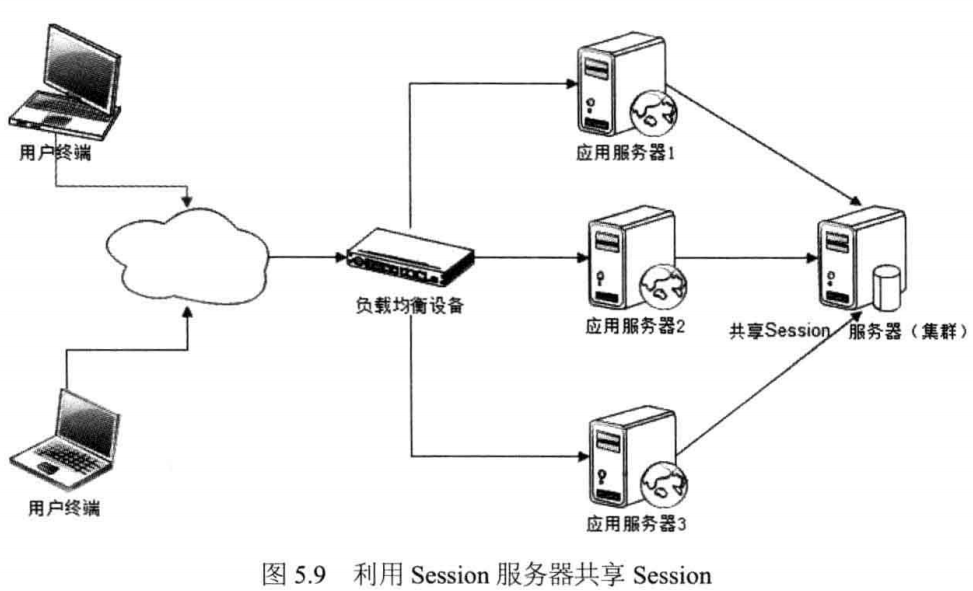 用户终端
应用服务器1
负载均衡设备
应用服务器2
共享Session 服务器（集群）
用户终端
应用服务器3
图 5.9 利用 Session 服务器共享 Session